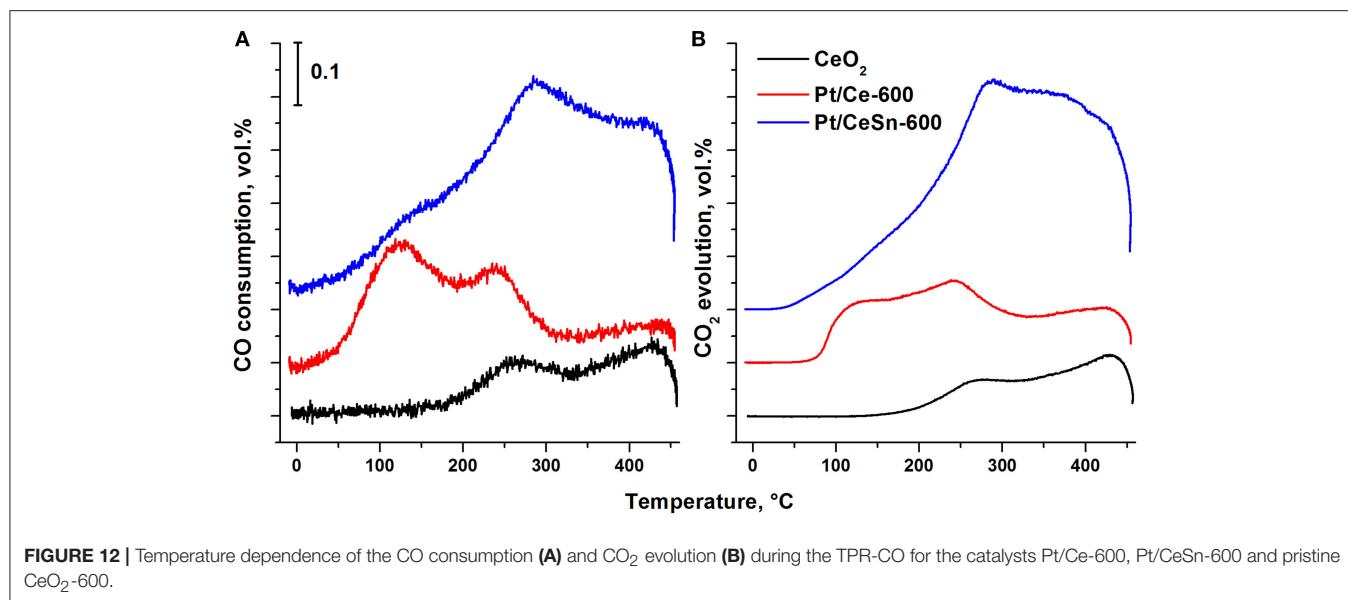 A
0.1
CO consumption, vol.%
0 100 200 300 400
B
CeO₂
Pt/Ce-600
Pt/CeSn-600
CO₂ evolution, vol.%
0 100 200 300 400
Temperature, °C
FIGURE 12 | Temperature dependence of the CO consumption (A) and CO₂ evolution (B) during the TPR-CO for the catalysts Pt/Ce-600, Pt/CeSn-600 and pristine
CeO₂-600.